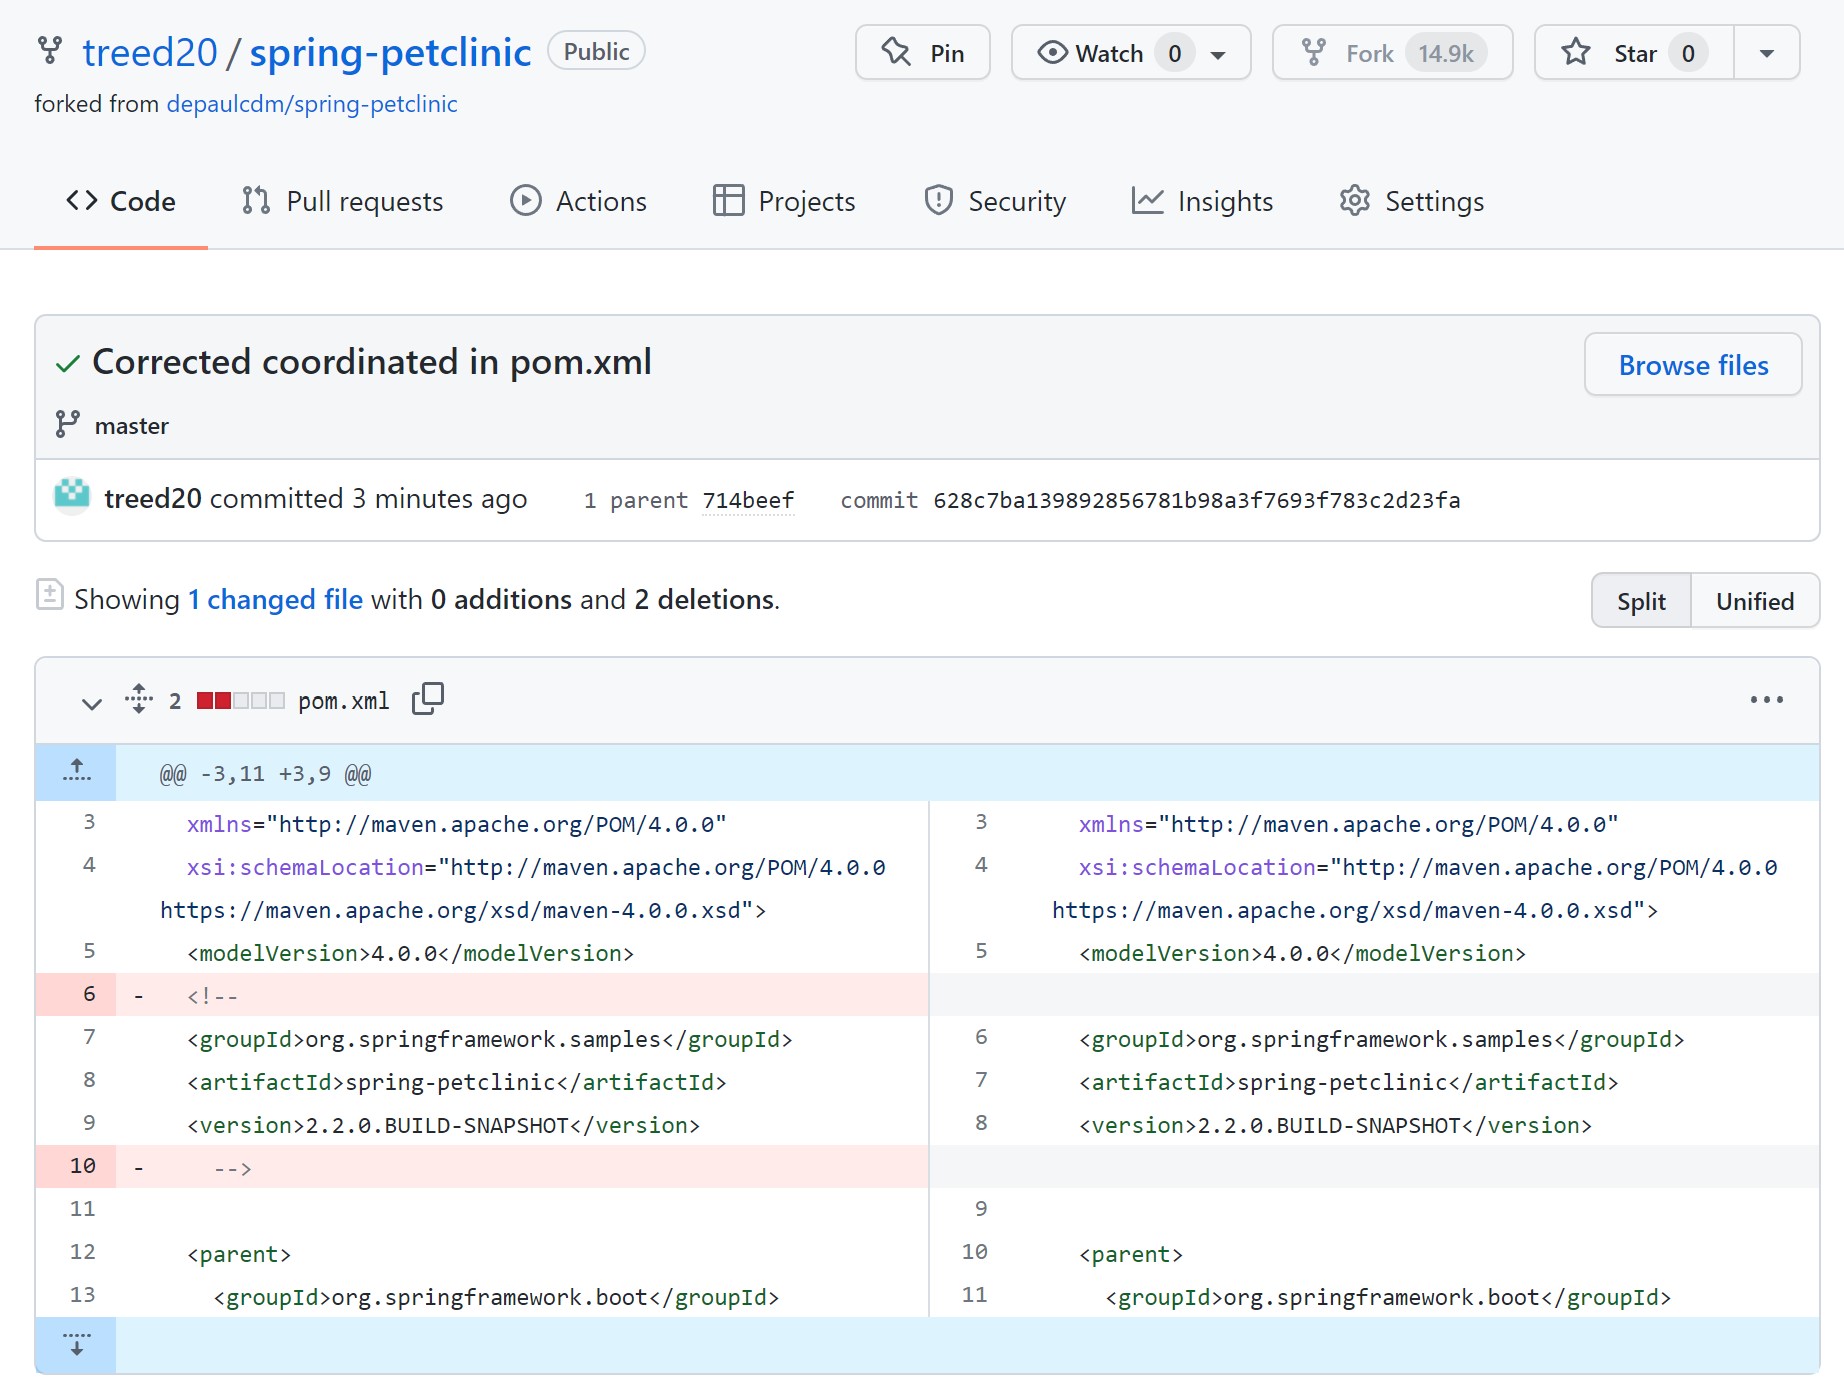 treed20 / spring-petclinic Public Pin Watch 0 Fork 14.9k Star 0
forked from depaulcdm/spring-petclinic
Code Pull requests Actions Projects Security Insights Settings
Corrected coordinated in pom.xml Browse files
master
treed20 committed 3 minutes ago 1 parent 714beef commit 628c7ba139892856781b98a3f7693f783c2d23fa
Showing 1 changed file with 0 additions and 2 deletions. Split Unified
2 pom.xml
@@ -3,11 +3,9 @@
3 xmlns="http://maven.apache.org/POM/4.0.0" 3 xmlns="http://maven.apache.org/POM/4.0.0"
4 xsi:schemaLocation="http://maven.apache.org/POM/4.0.0 4 xsi:schemaLocation="http://maven.apache.org/POM/4.0.0
https://maven.apache.org/xsd/maven-4.0.0.xsd"> https://maven.apache.org/xsd/maven-4.0.0.xsd">
5 <modelVersion>4.0.0</modelVersion> 5 <modelVersion>4.0.0</modelVersion>
6 - <!--
7 <groupId>org.springframework.samples</groupId> 6 <groupId>org.springframework.samples</groupId>
8 <artifactId>spring-petclinic</artifactId> 7 <artifactId>spring-petclinic</artifactId>
9 <version>2.2.0.BUILD-SNAPSHOT</version> 8 <version>2.2.0.BUILD-SNAPSHOT</version>
10 - -->
11 9
12 <parent> 10 <parent>
13 <groupId>org.springframework.boot</groupId> 11 <groupId>org.springframework.boot</groupId>